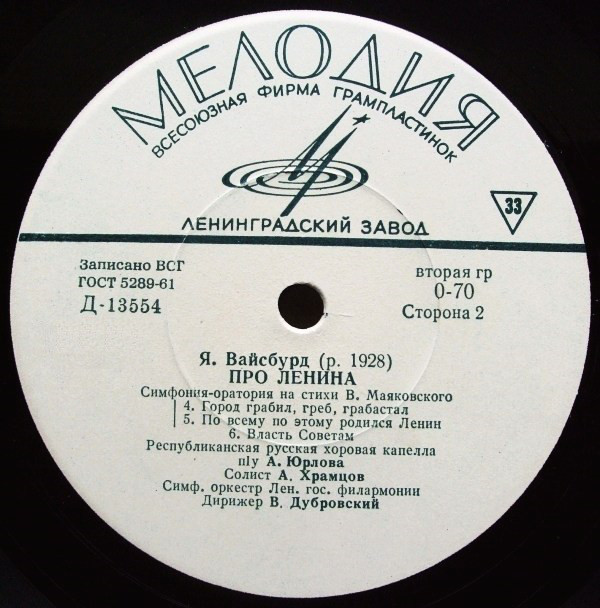 МЕЛОДИЯ
ВСЕСОЮЗНАЯ ФИРМА ГРАМПЛАСТИНОК
ЛЕНИНГРАДСКИЙ ЗАВОД
33
Записано ВСГ
ГОСТ 5289-61
Д-13554
вторая гр
0-70
Сторона 2
Я. Вайсбурд (р. 1928)
ПРО ЛЕНИНА
Симфония-оратория на стихи В. Маяковского
4. Город грабил, греб, грабастал
5. По всему по этому родился Ленин
6. Власть Советам
Республиканская русская хоровая капелла
п/у А. Юрлова
Солист А. Храмцов
Симф. оркестр Лен. гос. филармонии
Дирижер В. Дубровский